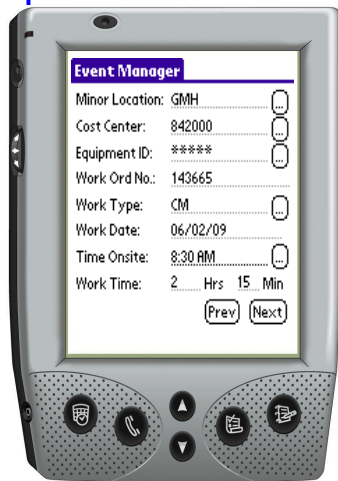 Event Manager
Minor Location: GMH
Cost Center: 842000
Equipment ID: *****
Work Ord No.: 143665
Work Type: CM
Work Date: 06/02/09
Time Onsite: 8:30 AM
Work Time: 2 Hrs 15 Min
Prev Next